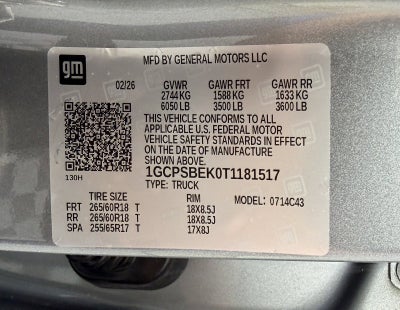 gm
MFD BY GENERAL MOTORS LLC
02/26 GVWR GAWR FRT GAWR RR
2744 KG 1588 KG 1633 KG
6050 LB 3500 LB 3600 LB
THIS VEHICLE CONFORMS TO ALL
APPLICABLE U.S. FEDERAL MOTOR
VEHICLE SAFETY STANDARDS IN EFFECT
ON THE DATE OF MANUFACTURE
SHOWN ABOVE.
130H
1GCPSBEK0T1181517
TYPE: TRUCK
TIRE SIZE RIM MODEL: 0714C43
FRT 265/60R18 T 18X8.5J
RR 265/60R18 T 18X8.5J
SPA 255/65R17 T 17X8J